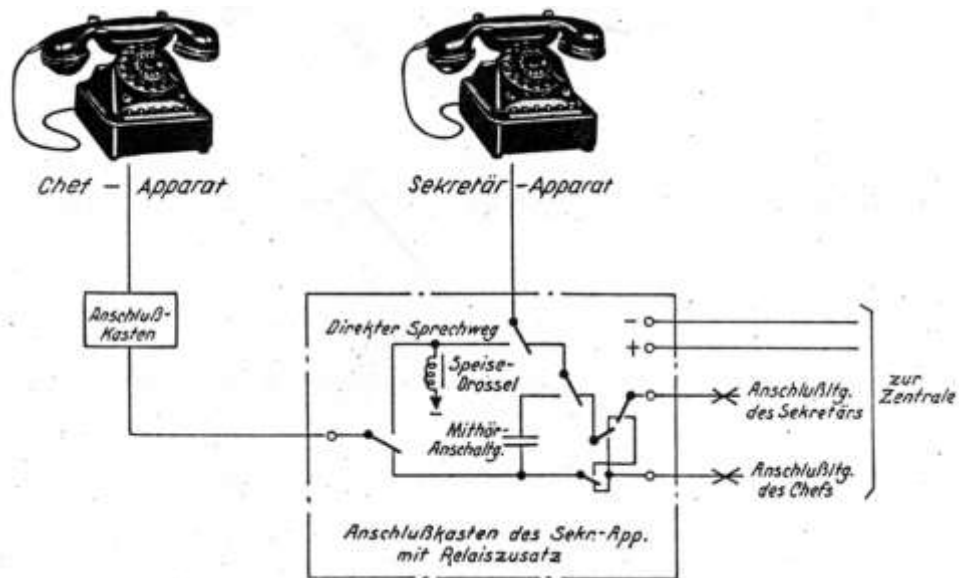 Chef - Apparat
Sekretär - Apparat
Anschluß-
Kasten
Direkter Sprechweg
Speise-
Drossel
Mithör-
Anschaltg.
-
+
Anschlußltg.
des Sekretärs
Anschlußltg.
des Chefs
zur
Zentrale
Anschlußkasten des Sekr.-App.
mit Relaiszusatz